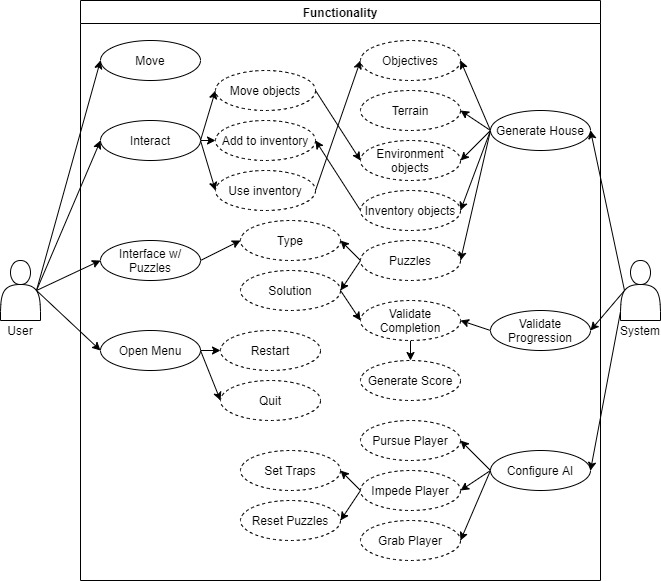 Functionality
Move
Objectives
Move objects
Terrain
Generate House
Interact
Add to inventory
Environment
objects
Use inventory
Inventory objects
Type
Interface w/
Puzzles
Puzzles
Solution
User
System
Validate
Completion
Validate
Progression
Open Menu
Restart
Generate Score
Quit
Pursue Player
Set Traps
Configure AI
Impede Player
Reset Puzzles
Grab Player